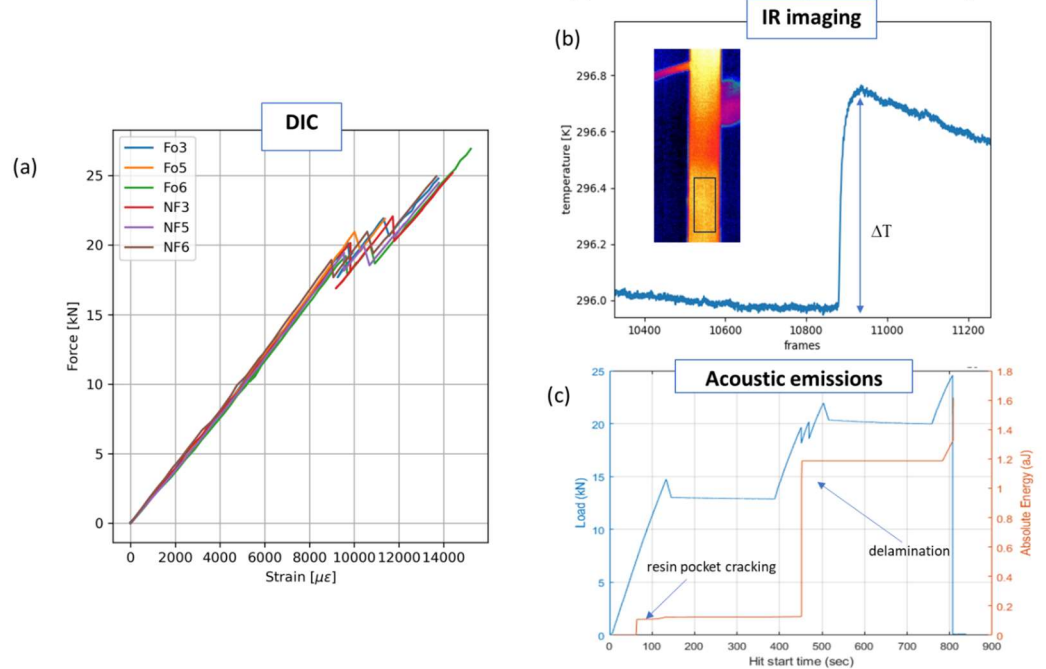 DIC
(a)
Fo3
Fo5
Fo6
NF3
NF5
NF6
25
20
15
10
5
0
Force [kN]
0 2000 4000 6000 8000 10000 12000 14000
Strain [με]
IR imaging
(b)
296.8
296.6
296.4
296.2
296.0
temperature [K]
ΔT
10400 10600 10800 11000 11200
frames
Acoustic emissions
(c)
25
20
15
10
5
0
Load (kN)
1.8
1.6
1.4
1.2
1
0.8
0.6
0.4
0.2
0
Absolute Energy (aJ)
delamination
resin pocket cracking
0 100 200 300 400 500 600 700 800 900
Hit start time (sec)